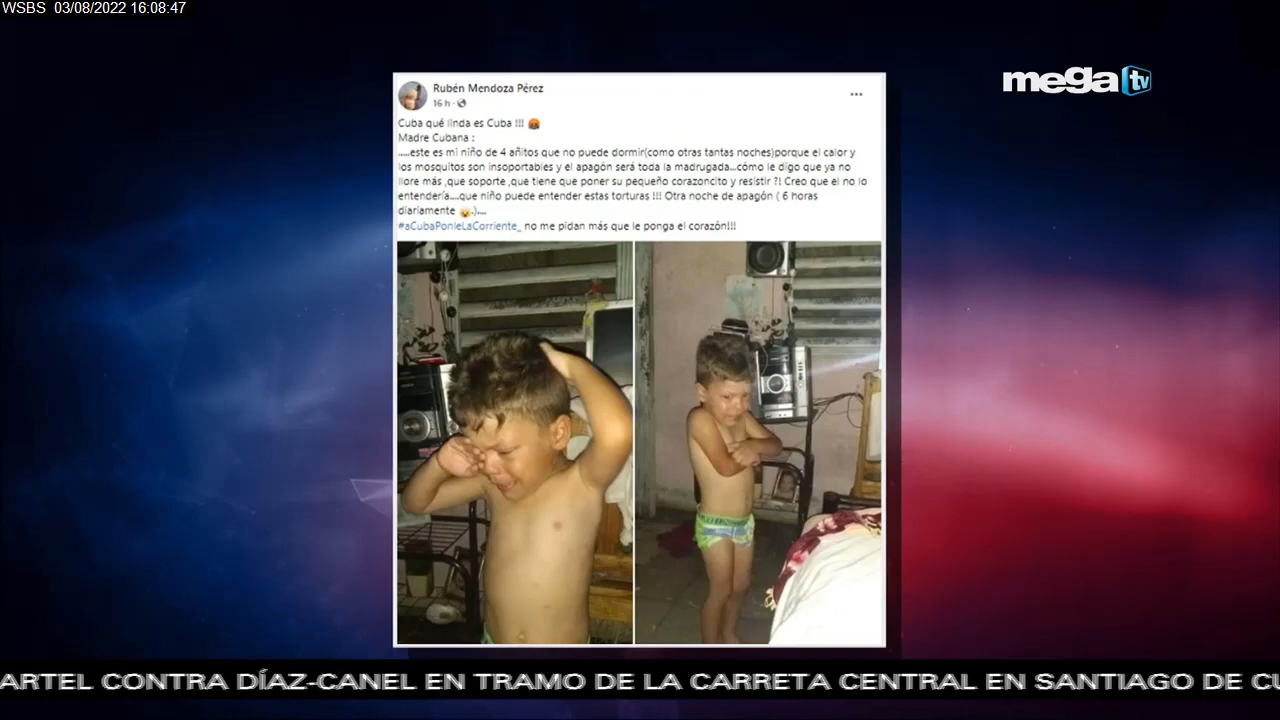 WSBS 03/08/2022 16:08:47
mega tv
Rubén Mendoza Pérez
16 h ·
Cuba qué linda es Cuba !!!
Madre Cubana :
.....este es mi niño de 4 añitos que no puede dormir(como otras tantas noches)porque el calor y
los mosquitos son insoportables y el apagón será toda la madrugada...cómo le digo que ya no
llore más ,que soporte ,que tiene que poner su pequeño corazoncito y resistir ?! Creo que el no lo
entendería....que niño puede entender estas torturas !!! Otra noche de apagón ( 6 horas
diariamente .)....
#aCubaPonleLaCorriente_ no me pidan más que le ponga el corazón!!!
ARTEL CONTRA DÍAZ-CANEL EN TRAMO DE LA CARRETA CENTRAL EN SANTIAGO DE CU